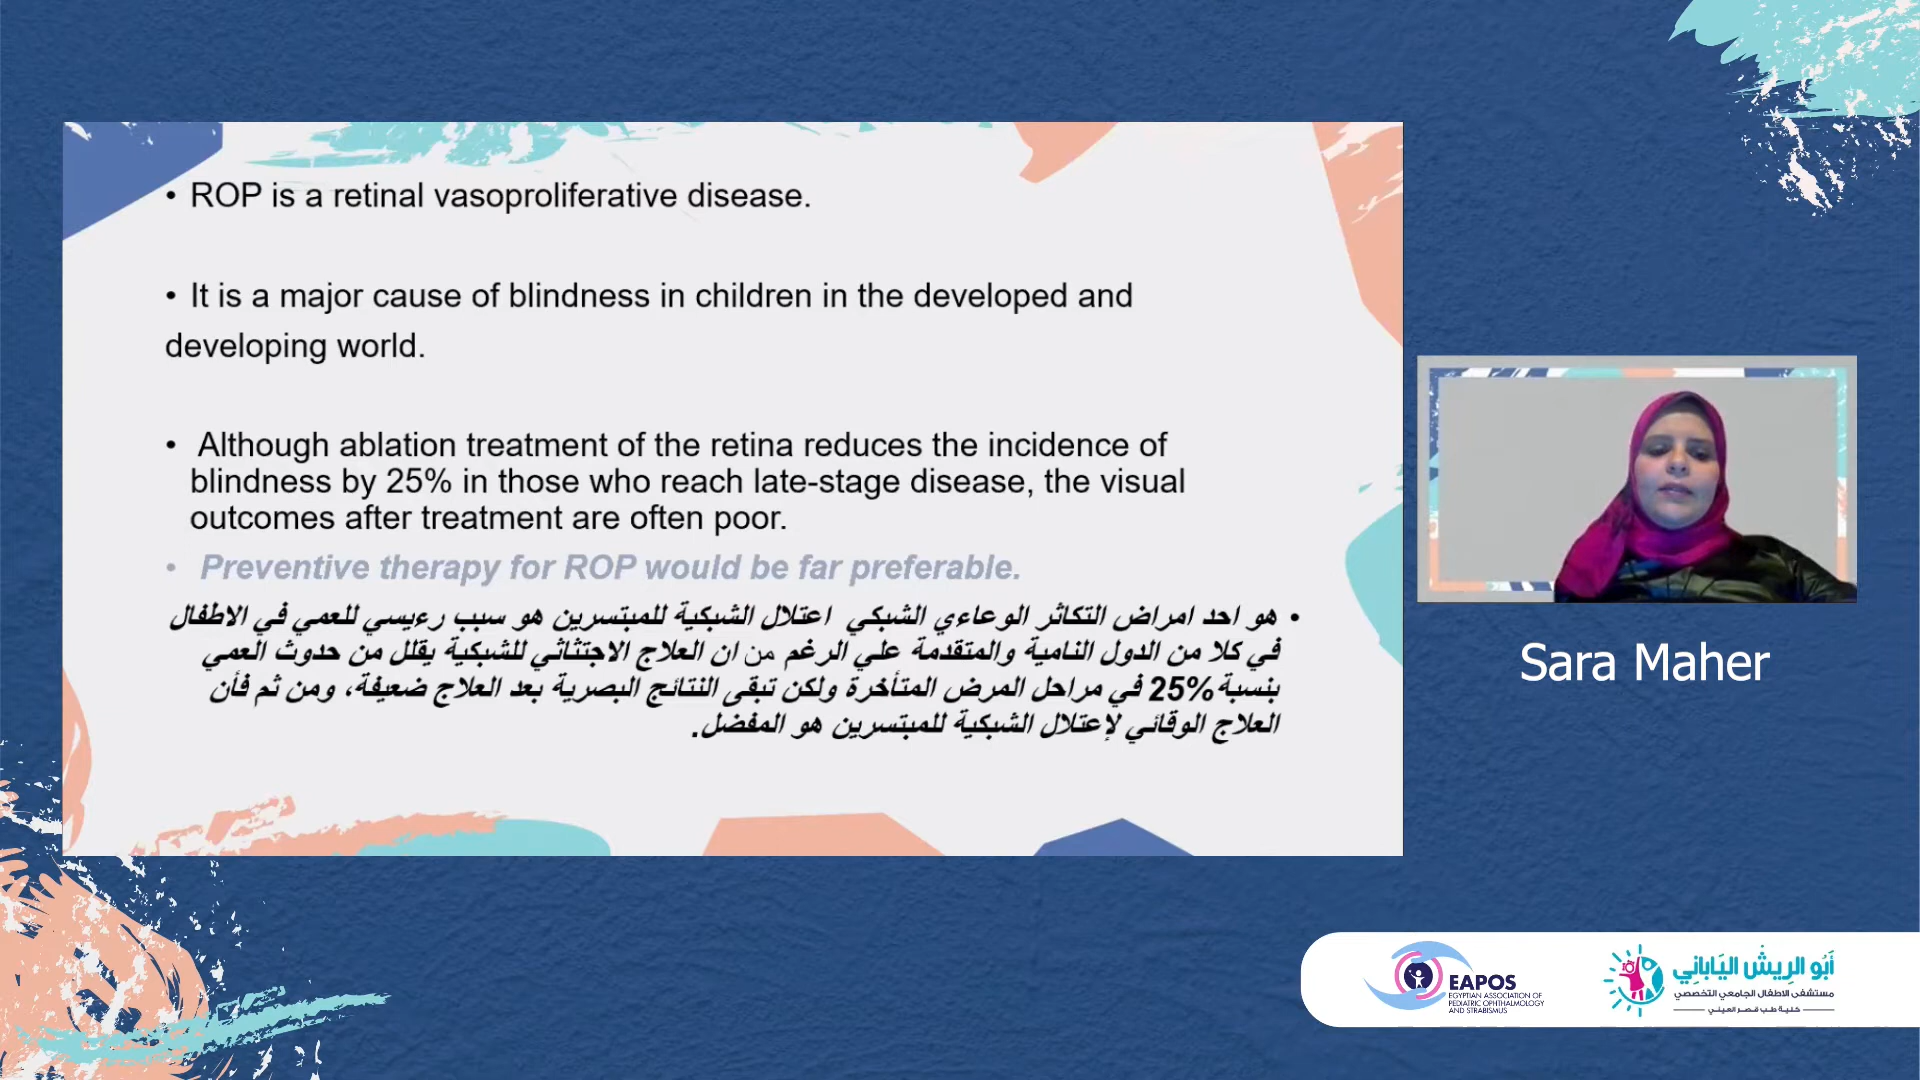 • ROP is a retinal vasoproliferative disease.
• It is a major cause of blindness in children in the developed and
developing world.
• Although ablation treatment of the retina reduces the incidence of
blindness by 25% in those who reach late-stage disease, the visual
outcomes after treatment are often poor.
• Preventive therapy for ROP would be far preferable.
• هو احد امراض التكاثر الوعاءي الشبكي اعتلال الشبكية للمبتسرين هو سبب رءيسي للعمي في الاطفال
في كلا من الدول النامية والمتقدمة علي الرغم من ان العلاج الاجتثاثي للشبكية يقلل من حدوث العمي
بنسبة 25% في مراحل المرض المتأخرة ولكن تبقى النتائج البصرية بعد العلاج ضعيفة، ومن ثم فأن
العلاج الوقائي لإعتلال الشبكية للمبتسرين هو المفضل.
Sara Maher
EAPOS
EGYPTIAN ASSOCIATION OF
PEDIATRIC OPHTHALMOLOGY
AND STRABISMUS
أبُو الرِيشْ اليَابانِي
مستشفى الاطفال الجامعي التخصصي
كلية طب قصر العيني